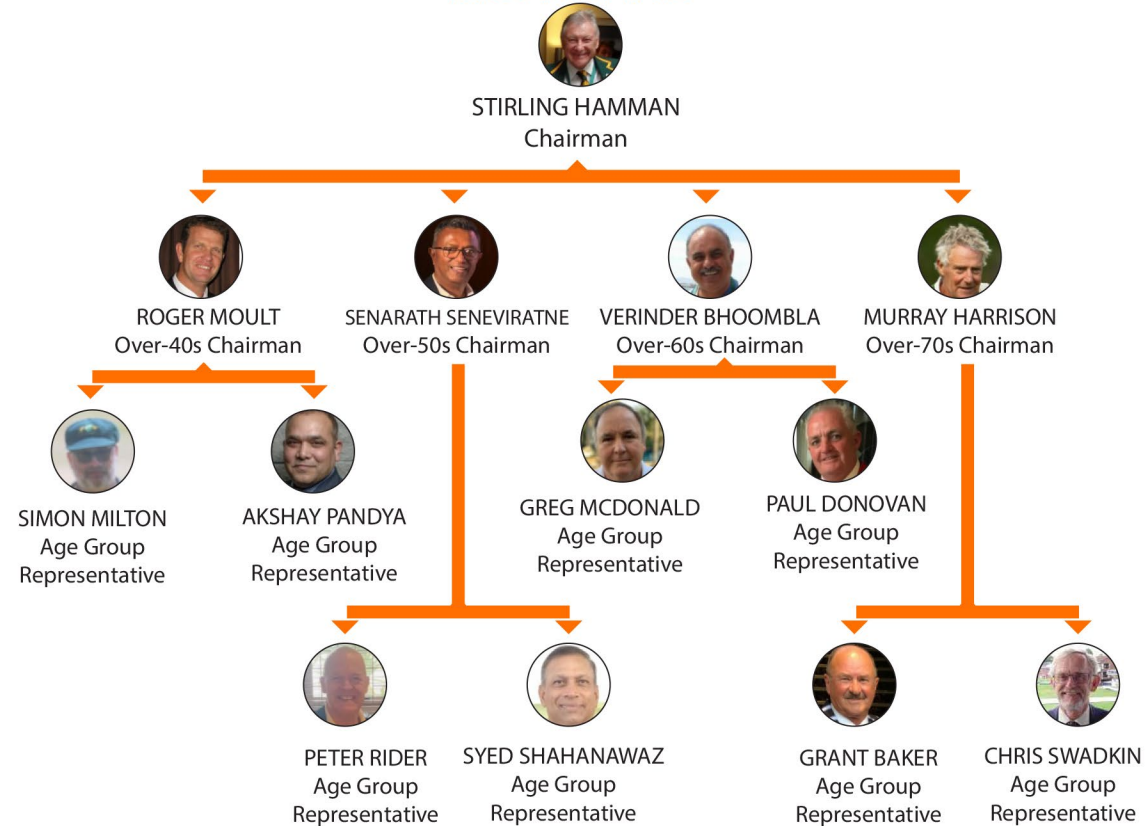 STIRLING HAMMAN
Chairman
ROGER MOULT
Over-40s Chairman
SENARATH SENEVIRATNE
Over-50s Chairman
VERINDER BHOOMBLA
Over-60s Chairman
MURRAY HARRISON
Over-70s Chairman
SIMON MILTON
Age Group
Representative
AKSHAY PANDYA
Age Group
Representative
GREG MCDONALD
Age Group
Representative
PAUL DONOVAN
Age Group
Representative
PETER RIDER
Age Group
Representative
SYED SHAHANAWAZ
Age Group
Representative
GRANT BAKER
Age Group
Representative
CHRIS SWADKIN
Age Group
Representative